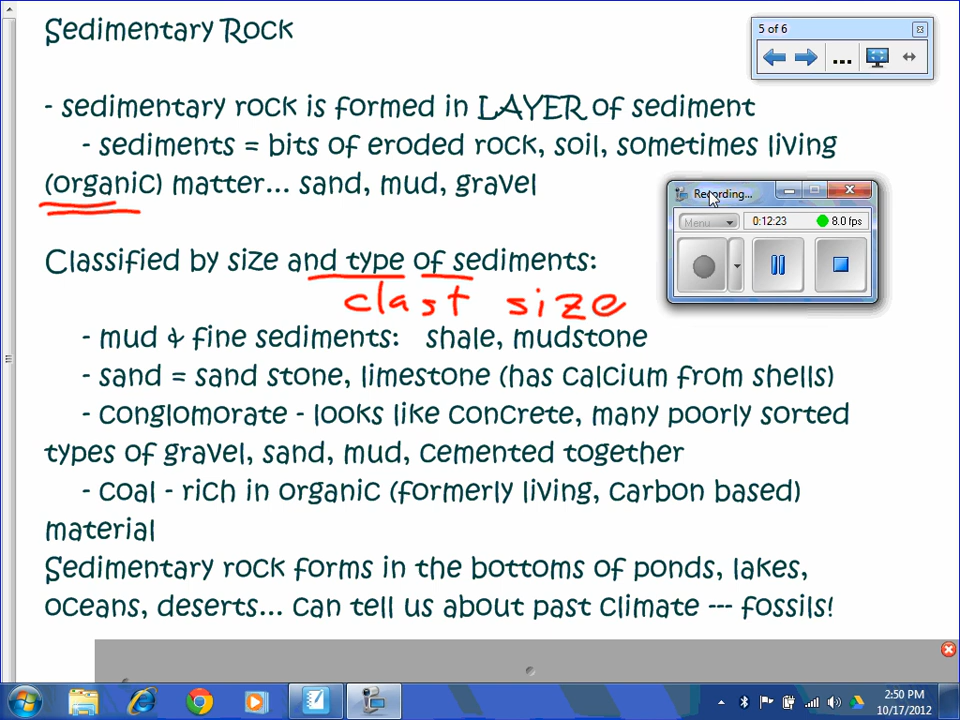 Sedimentary Rock
5 of 6
...
- sedimentary rock is formed in LAYER of sediment
- sediments = bits of eroded rock, soil, sometimes living
(organic) matter... sand, mud, gravel
Recording...
Menu
0:12:23
8.0 fps
Classified by size and type of sediments:
clast size
- mud & fine sediments: shale, mudstone
- sand = sand stone, limestone (has calcium from shells)
- conglomorate - looks like concrete, many poorly sorted
types of gravel, sand, mud, cemented together
- coal - rich in organic (formerly living, carbon based)
material
Sedimentary rock forms in the bottoms of ponds, lakes,
oceans, deserts... can tell us about past climate --- fossils!
2:50 PM
10/17/2012